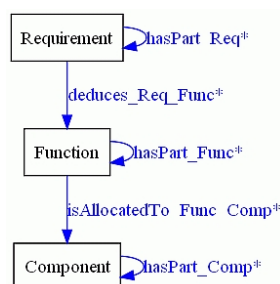 Requirement
hasPart_Req*
deduces_Req_Func*
Function
hasPart_Func*
isAllocatedTo_Func_Comp*
Component
hasPart_Comp*